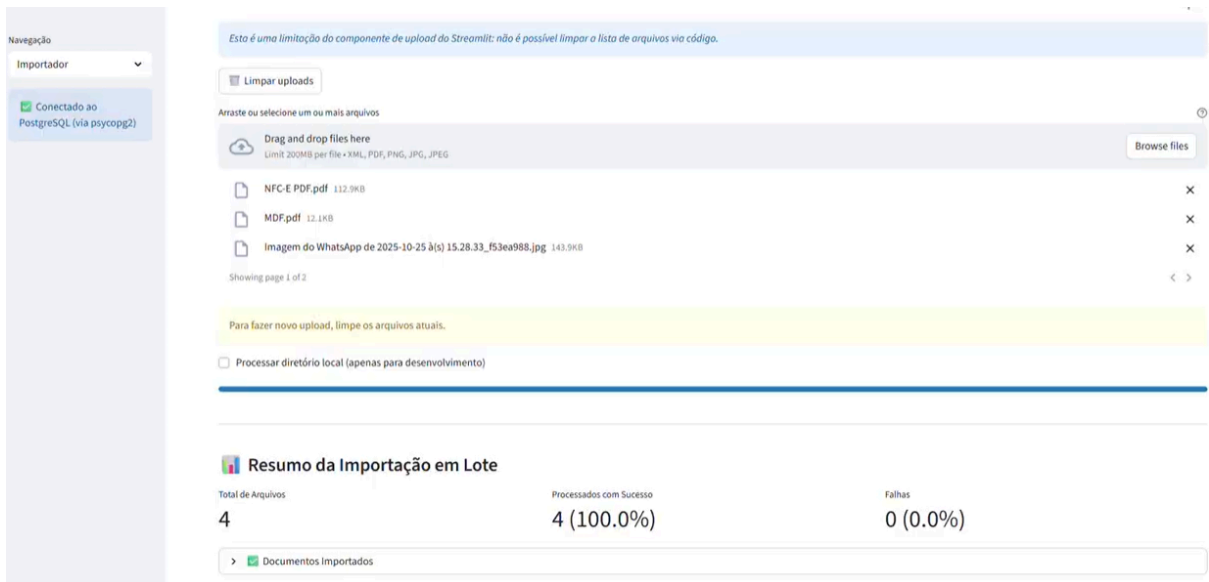 Navegação
Importador
Conectado ao
PostgreSQL (via psycopg2)
Esta é uma limitação do componente de upload do Streamlit: não é possível limpar a lista de arquivos via código.
Limpar uploads
Arraste ou selecione um ou mais arquivos
Drag and drop files here
Limit 200MB per file • XML, PDF, PNG, JPG, JPEG
Browse files
NFC-E PDF.pdf 112.9KB
MDF.pdf 12.1KB
Imagem do WhatsApp de 2025-10-25 à(s) 15.28.33_f53ea988.jpg 143.9KB
Showing page 1 of 2
Para fazer novo upload, limpe os arquivos atuais.
Processar diretório local (apenas para desenvolvimento)
Resumo da Importação em Lote
Total de Arquivos
4
Processados com Sucesso
4 (100.0%)
Falhas
0 (0.0%)
Documentos Importados